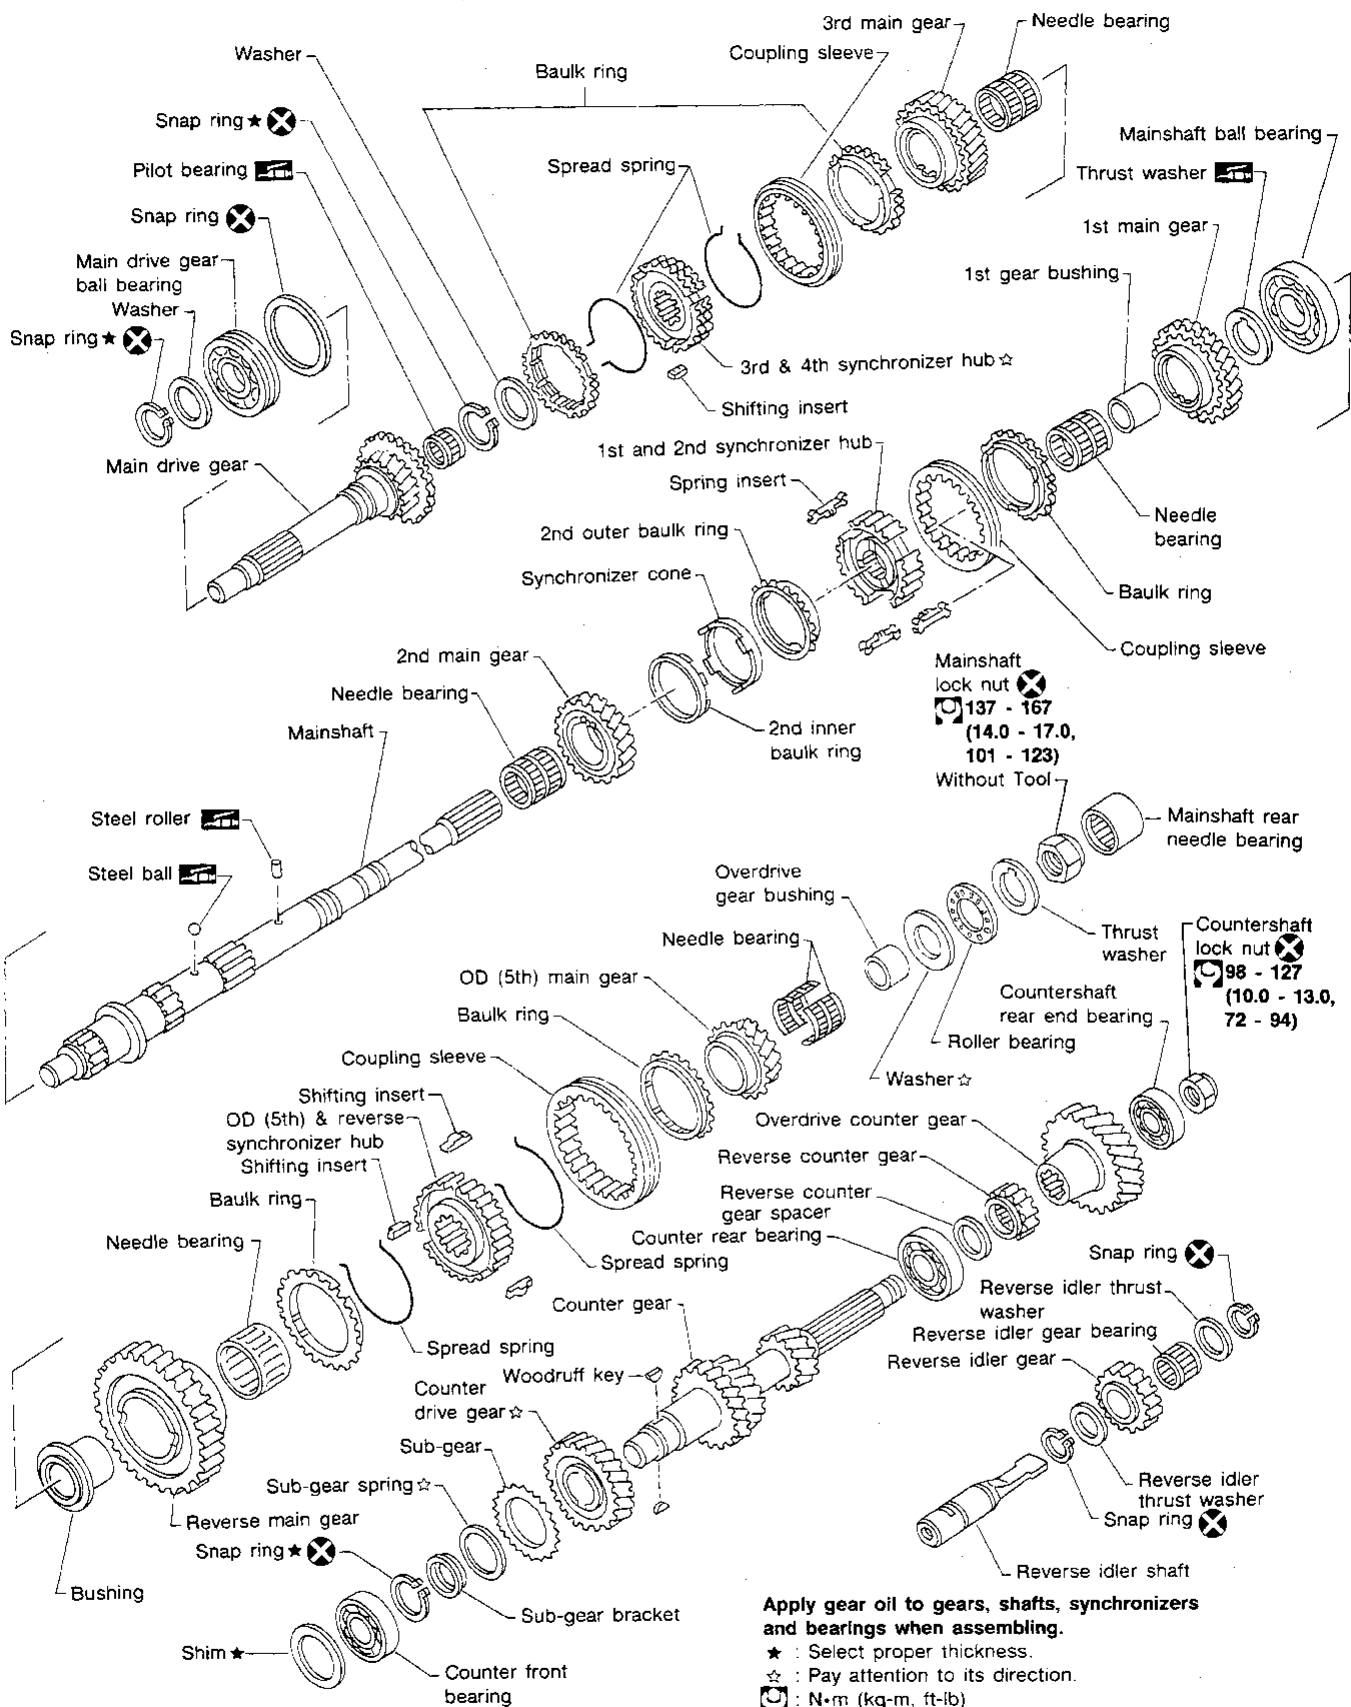 3rd main gear
Needle bearing
Coupling sleeve
Washer
Baulk ring
Snap ring ★
Mainshaft ball bearing
Pilot bearing
Spread spring
Thrust washer
Snap ring
1st main gear
Main drive gear
ball bearing
1st gear bushing
Washer
Snap ring ★
3rd & 4th synchronizer hub ☆
Shifting insert
1st and 2nd synchronizer hub
Main drive gear
Spring insert
2nd outer baulk ring
Needle
bearing
Synchronizer cone
Baulk ring
Coupling sleeve
2nd main gear
Needle bearing
Mainshaft
2nd inner
baulk ring
Mainshaft
lock nut
137 - 167
(14.0 - 17.0,
101 - 123)
Without Tool
Steel roller
Mainshaft rear
needle bearing
Steel ball
Overdrive
gear bushing
Thrust
washer
Countershaft
lock nut
98 - 127
(10.0 - 13.0,
72 - 94)
Needle bearing
OD (5th) main gear
Countershaft
rear end bearing
Baulk ring
Roller bearing
Coupling sleeve
Washer ☆
Shifting insert
OD (5th) & reverse
synchronizer hub
Overdrive counter gear
Shifting insert
Reverse counter gear
Baulk ring
Reverse counter
gear spacer
Needle bearing
Counter rear bearing
Spread spring
Snap ring
Counter gear
Reverse idler thrust
washer
Reverse idler gear bearing
Spread spring
Reverse idler gear
Woodruff key
Counter
drive gear ☆
Sub-gear
Sub-gear spring ☆
Reverse idler
thrust washer
Reverse main gear
Snap ring
Snap ring ★
Reverse idler shaft
Bushing
Sub-gear bracket
Shim ★
Counter front
bearing
Apply gear oil to gears, shafts, synchronizers
and bearings when assembling.
★ : Select proper thickness.
☆ : Pay attention to its direction.
: N•m (kg-m, ft-lb)